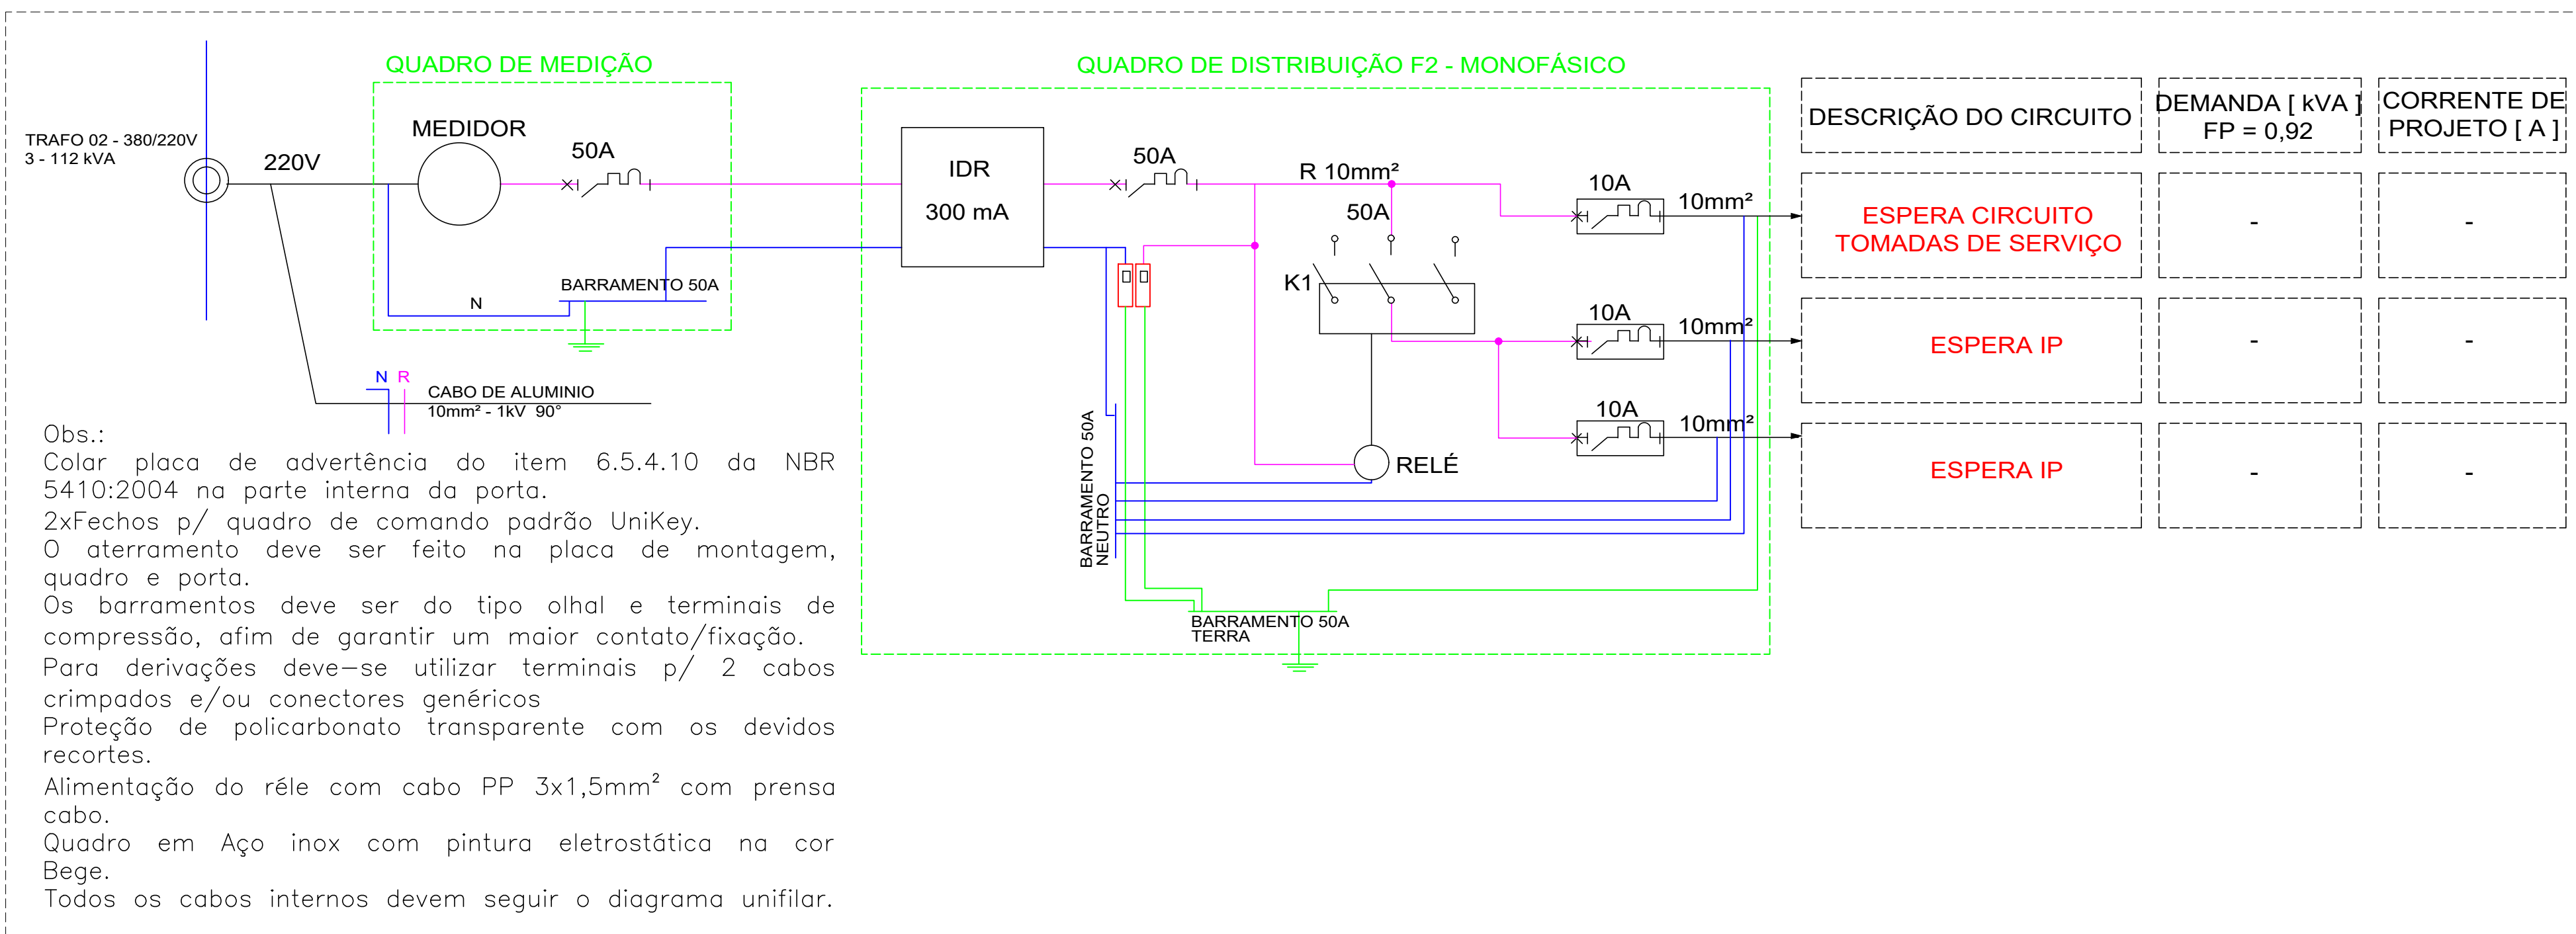 QUADRO DE MEDIÇÃO
QUADRO DE DISTRIBUIÇÃO F2 - MONOFÁSICO
TRAFO 02 - 380/220V
3 - 112 kVA
220V
MEDIDOR
50A
BARRAMENTO 50A
N
N R
CABO DE ALUMINIO
10mm² - 1kV 90°
IDR
300 mA
50A
R 10mm²
50A
K1
RELÉ
BARRAMENTO 50A
NEUTRO
BARRAMENTO 50A
TERRA
10A
10mm²
10A
10mm²
10A
10mm²
DESCRIÇÃO DO CIRCUITO
DEMANDA [ kVA ]
FP = 0,92
CORRENTE DE
PROJETO [ A ]
ESPERA CIRCUITO
TOMADAS DE SERVIÇO
-
-
ESPERA IP
-
-
ESPERA IP
-
-
Obs.:
Colar placa de advertência do item 6.5.4.10 da NBR
5410:2004 na parte interna da porta.
2xFechos p/ quadro de comando padrão UniKey.
O aterramento deve ser feito na placa de montagem,
quadro e porta.
Os barramentos deve ser do tipo olhal e terminais de
compressão, afim de garantir um maior contato/fixação.
Para derivações deve-se utilizar terminais p/ 2 cabos
crimpados e/ou conectores genéricos
Proteção de policarbonato transparente com os devidos
recortes.
Alimentação do réle com cabo PP 3x1,5mm² com prensa
cabo.
Quadro em Aço inox com pintura eletrostática na cor
Bege.
Todos os cabos internos devem seguir o diagrama unifilar.